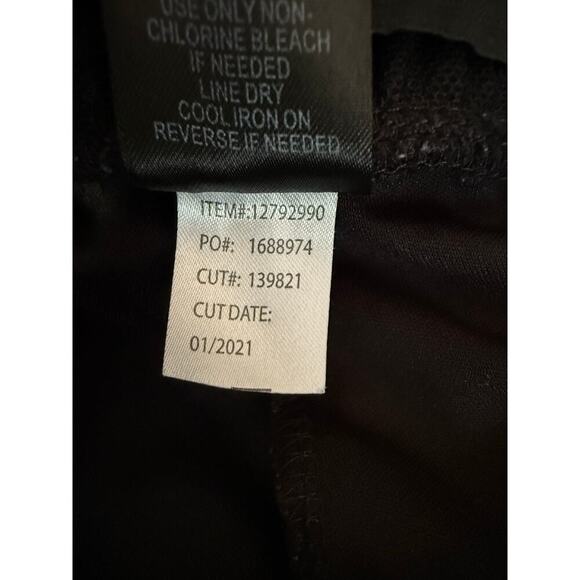 USE ONLY NON-
CHLORINE BLEACH
IF NEEDED
LINE DRY
COOL IRON ON
REVERSE IF NEEDED
ITEM#:12792990
PO#: 1688974
CUT#: 139821
CUT DATE:
01/2021